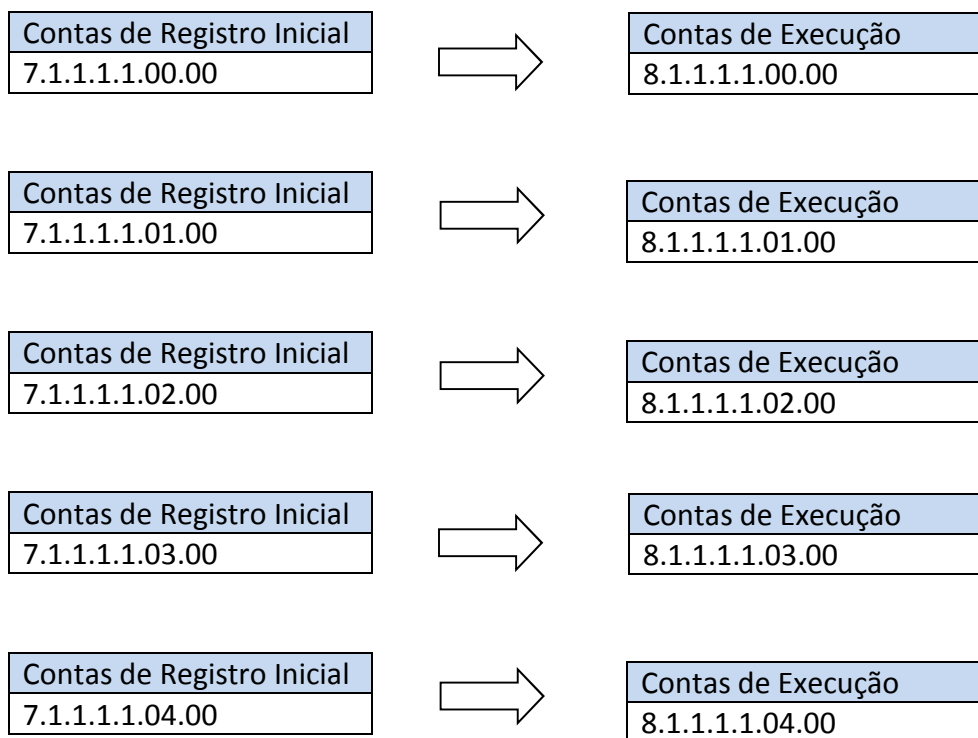 Contas de Registro Inicial
7.1.1.1.1.00.00
Contas de Execução
8.1.1.1.1.00.00
Contas de Registro Inicial
7.1.1.1.1.01.00
Contas de Execução
8.1.1.1.1.01.00
Contas de Registro Inicial
7.1.1.1.1.02.00
Contas de Execução
8.1.1.1.1.02.00
Contas de Registro Inicial
7.1.1.1.1.03.00
Contas de Execução
8.1.1.1.1.03.00
Contas de Registro Inicial
7.1.1.1.1.04.00
Contas de Execução
8.1.1.1.1.04.00